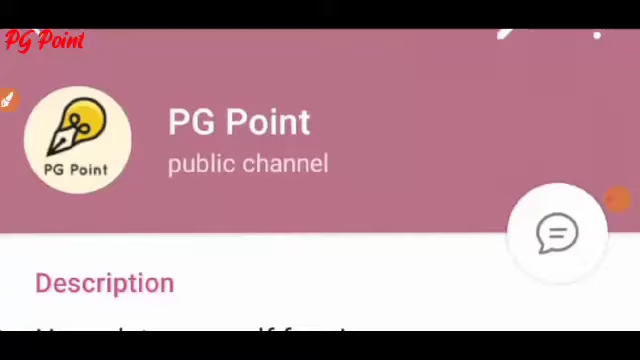 PG Point
PG Point
public channel
PG Point
Description